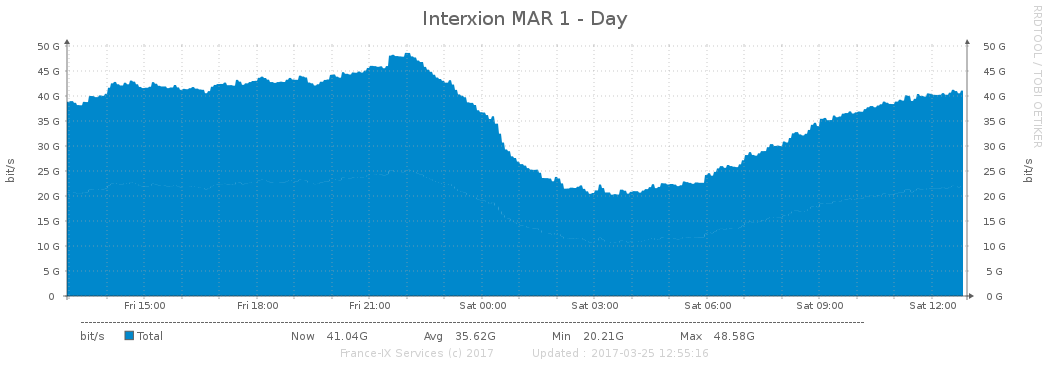 Interxion MAR 1 - Day
RRDTOOL / TOBI OETIKER
50 G 50 G
45 G 45 G
40 G 40 G
35 G 35 G
30 G 30 G
25 G 25 G
20 G 20 G
15 G 15 G
10 G 10 G
5 G 5 G
0 0 G
bit/s bit/s
Fri 15:00 Fri 18:00 Fri 21:00 Sat 00:00 Sat 03:00 Sat 06:00 Sat 09:00 Sat 12:00
bit/s Total Now 41.04G Avg 35.62G Min 20.21G Max 48.58G
France-IX Services (c) 2017 Updated : 2017-03-25 12:55:16